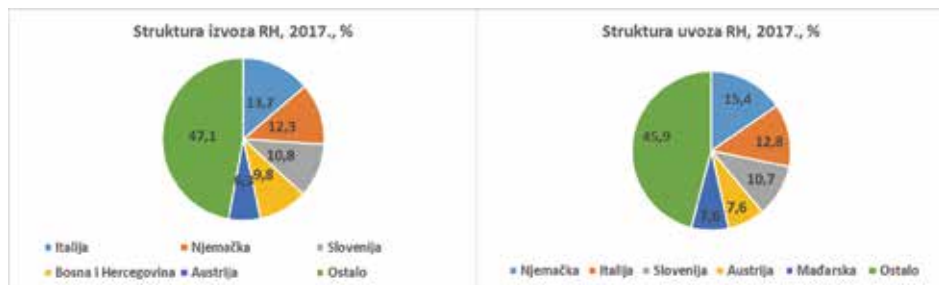 Struktura izvoza RH, 2017., %
13,7
12,3
10,8
9,8
47,1
Italija
Njemačka
Slovenija
Bosna i Hercegovina
Austrija
Ostalo
Struktura uvoza RH, 2017., %
15,4
12,8
10,7
7,6
45,9
Njemačka
Italija
Slovenija
Austrija
Mađarska
Ostalo